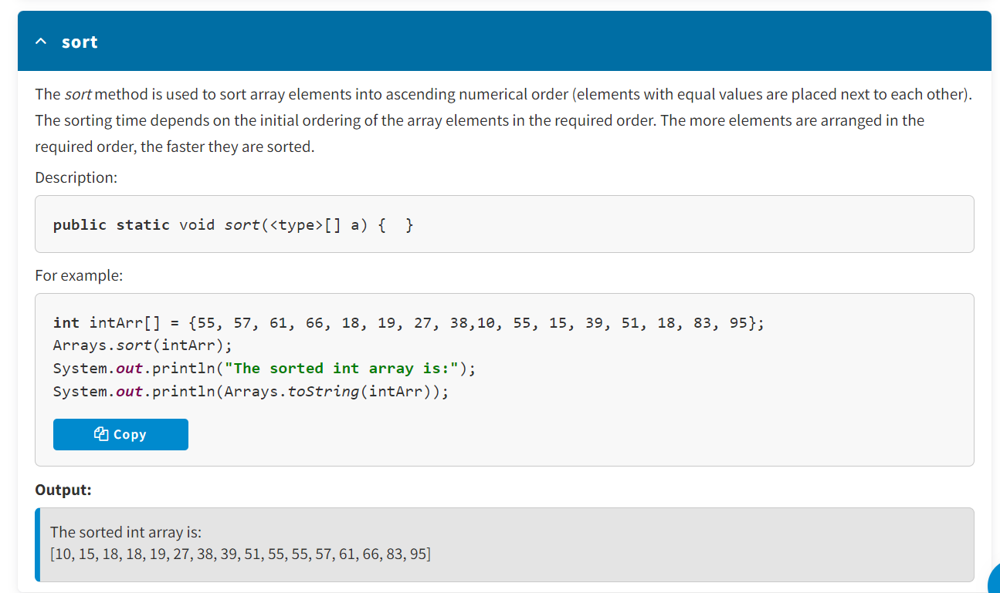 sort
The sort method is used to sort array elements into ascending numerical order (elements with equal values are placed next to each other).
The sorting time depends on the initial ordering of the array elements in the required order. The more elements are arranged in the
required order, the faster they are sorted.
Description:
public static void sort(<type>[] a) {  }
For example:
int intArr[] = {55, 57, 61, 66, 18, 19, 27, 38,10, 55, 15, 39, 51, 18, 83, 95};
Arrays.sort(intArr);
System.out.println("The sorted int array is:");
System.out.println(Arrays.toString(intArr));
Copy
Output:
The sorted int array is:
[10, 15, 18, 18, 19, 27, 38, 39, 51, 55, 55, 57, 61, 66, 83, 95]